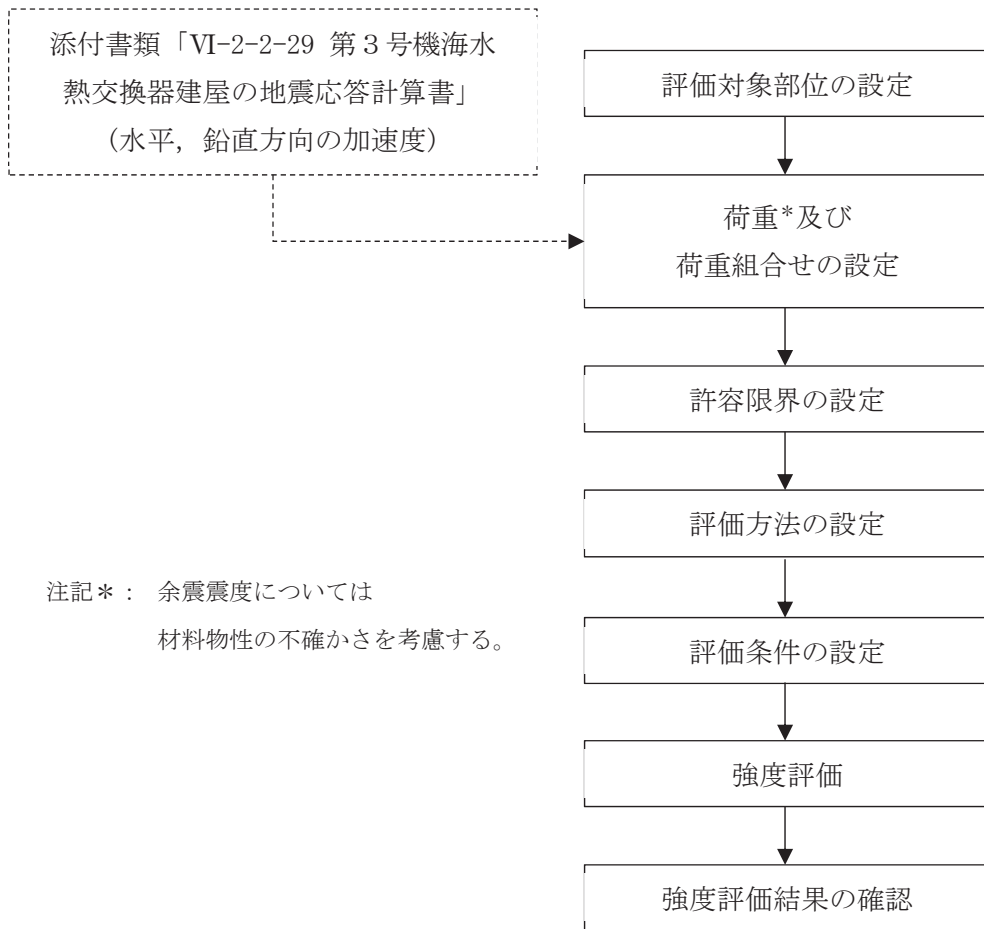 添付書類「Ⅵ-2-2-29 第3号機海水
熱交換器建屋の地震応答計算書」
(水平,鉛直方向の加速度)
評価対象部位の設定
荷重*及び
荷重組合せの設定
許容限界の設定
評価方法の設定
評価条件の設定
強度評価
強度評価結果の確認
注記*: 余震震度については
材料物性の不確かさを考慮する。